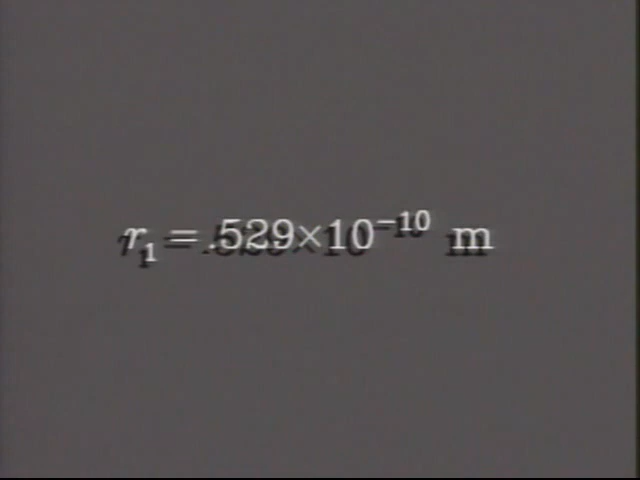 r₁ = .529×10⁻¹⁰ m